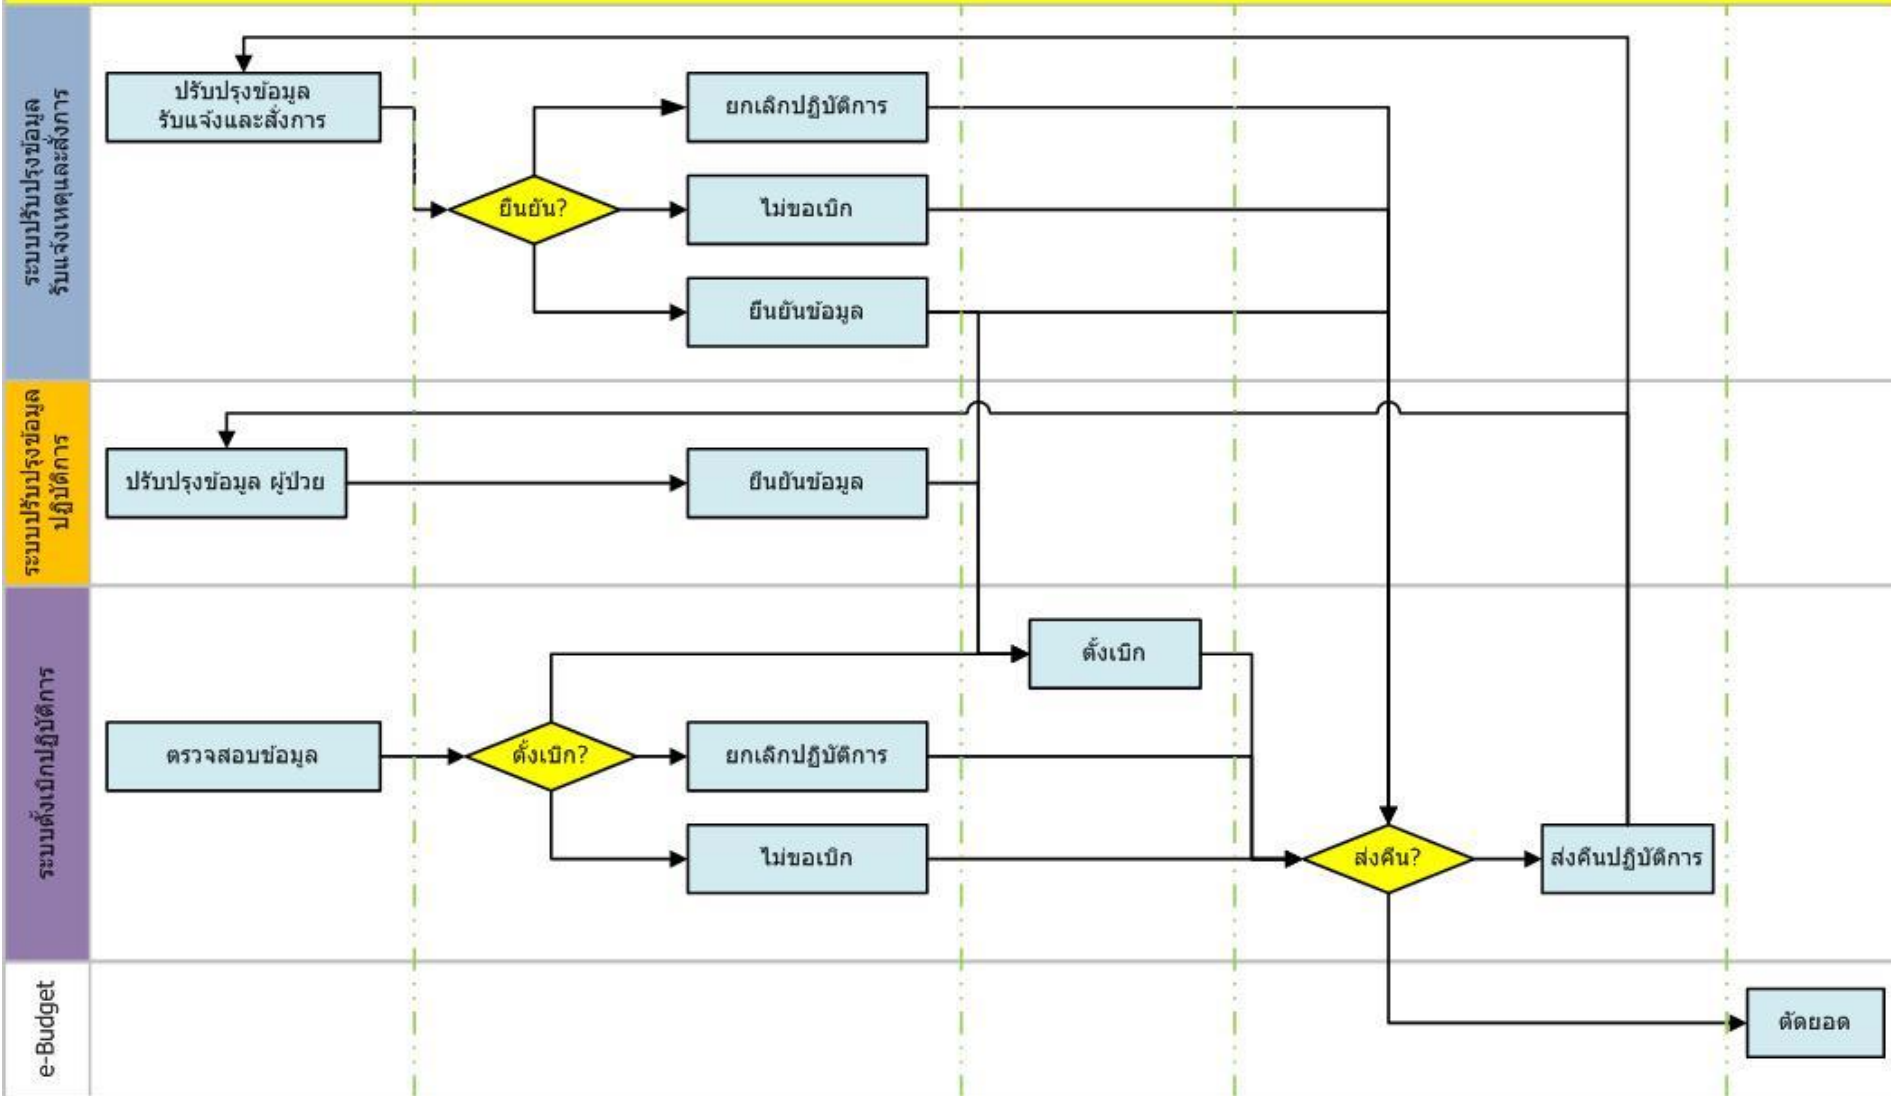 ระบบปรับปรุงข้อมูล
รับแจ้งเหตุและสั่งการ
ปรับปรุงข้อมูล
รับแจ้งและสั่งการ
ยืนยัน?
ยกเลิกปฏิบัติการ
ไม่ขอเบิก
ยืนยันข้อมูล
ระบบปรับปรุงข้อมูล
ปฏิบัติการ
ปรับปรุงข้อมูล ผู้ป่วย
ยืนยันข้อมูล
ระบบตั้งเบิกปฏิบัติการ
ตั้งเบิก
ตรวจสอบข้อมูล
ตั้งเบิก?
ยกเลิกปฏิบัติการ
ไม่ขอเบิก
ส่งคืน?
ส่งคืนปฏิบัติการ
e-Budget
ตัดยอด